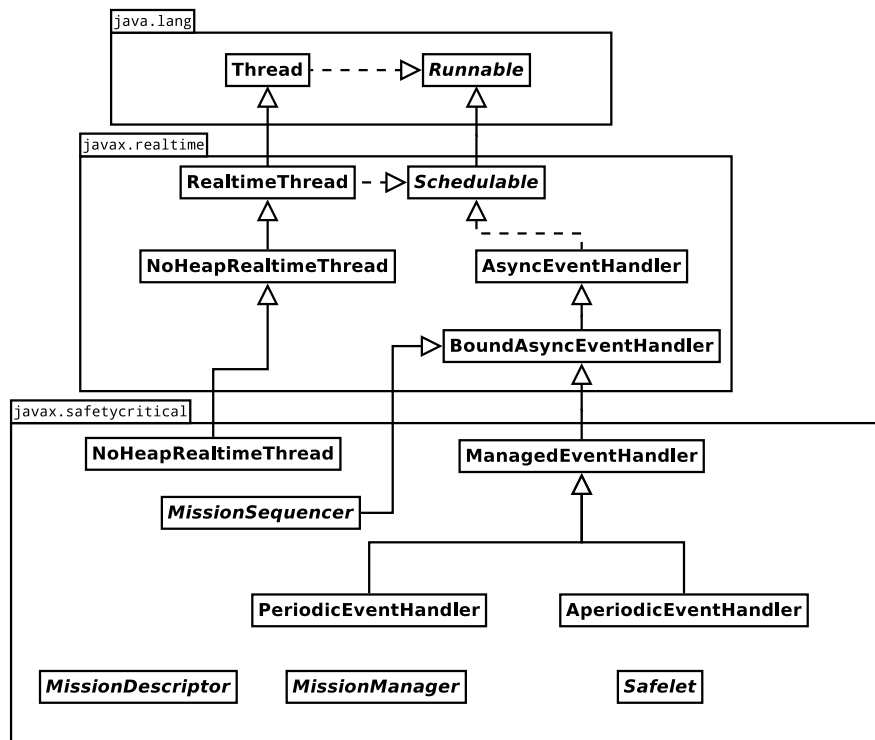 java.lang
Thread
Runnable
javax.realtime
RealtimeThread
Schedulable
NoHeapRealtimeThread
AsyncEventHandler
BoundAsyncEventHandler
javax.safetycritical
NoHeapRealtimeThread
ManagedEventHandler
MissionSequencer
PeriodicEventHandler
AperiodicEventHandler
MissionDescriptor
MissionManager
Safelet